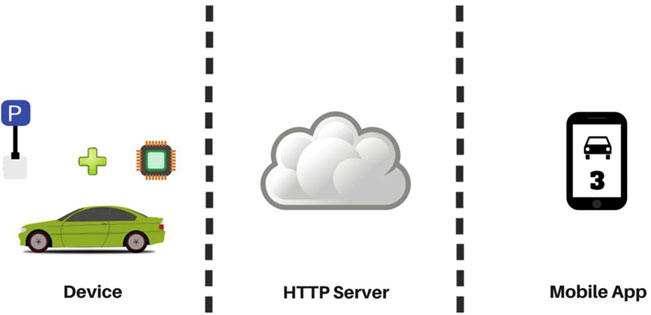 P
3
Device
HTTP Server
Mobile App